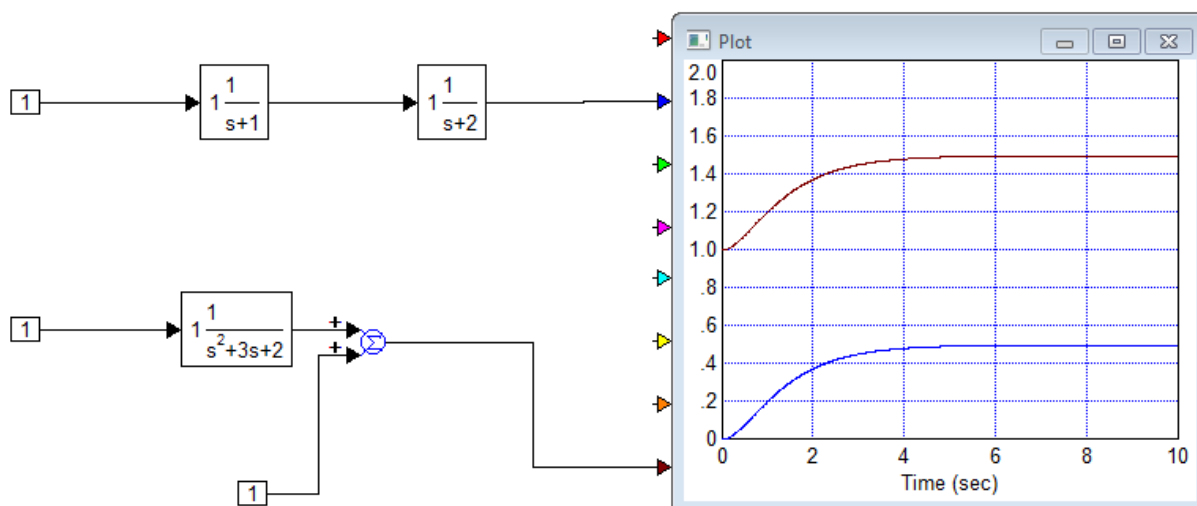 Plot
1
1 1/(s+1)
1 1/(s+2)
1
1 1/(s²+3s+2)
+
+
Σ
1
2.0
1.8
1.6
1.4
1.2
1.0
.8
.6
.4
.2
0
0 2 4 6 8 10
Time (sec)